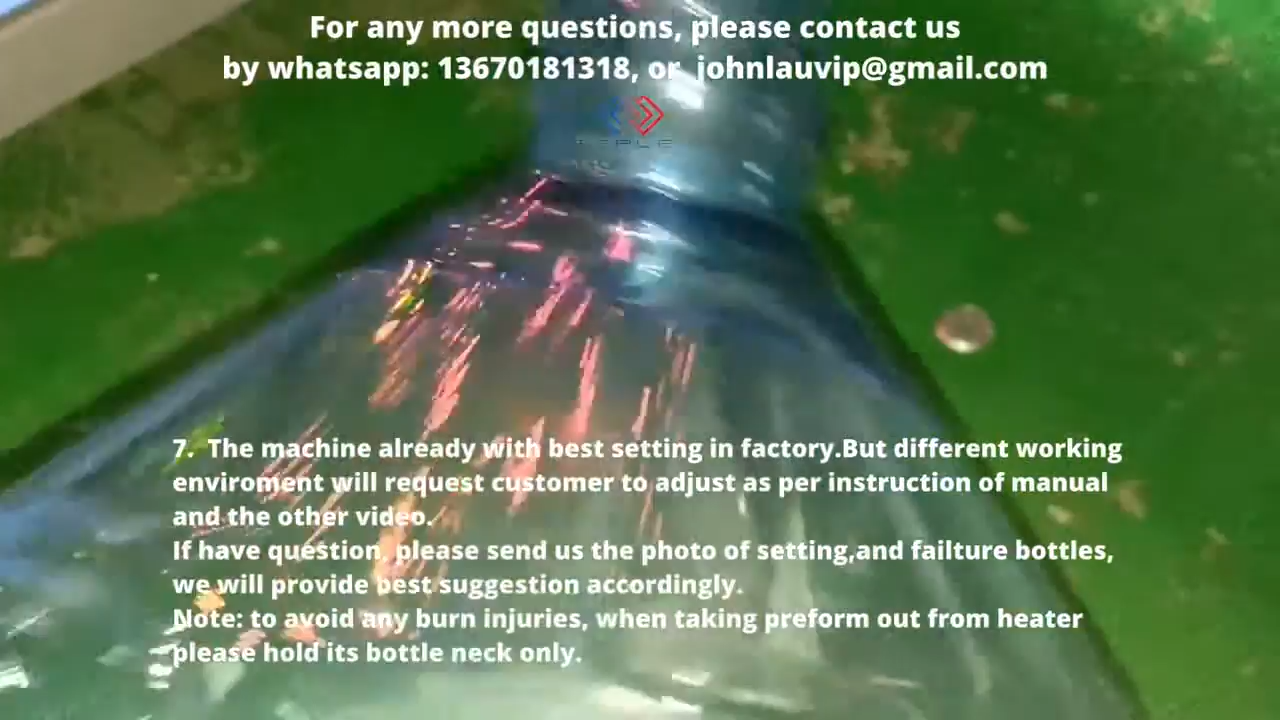 For any more questions, please contact us
by whatsapp: 13670181318, or johnlauvip@gmail.com
7. The machine already with best setting in factory.But different working
enviroment will request customer to adjust as per instruction of manual
and the other video.
If have question, please send us the photo of setting,and failture bottles,
we will provide best suggestion accordingly.
Note: to avoid any burn injuries, when taking preform out from heater
please hold its bottle neck only.